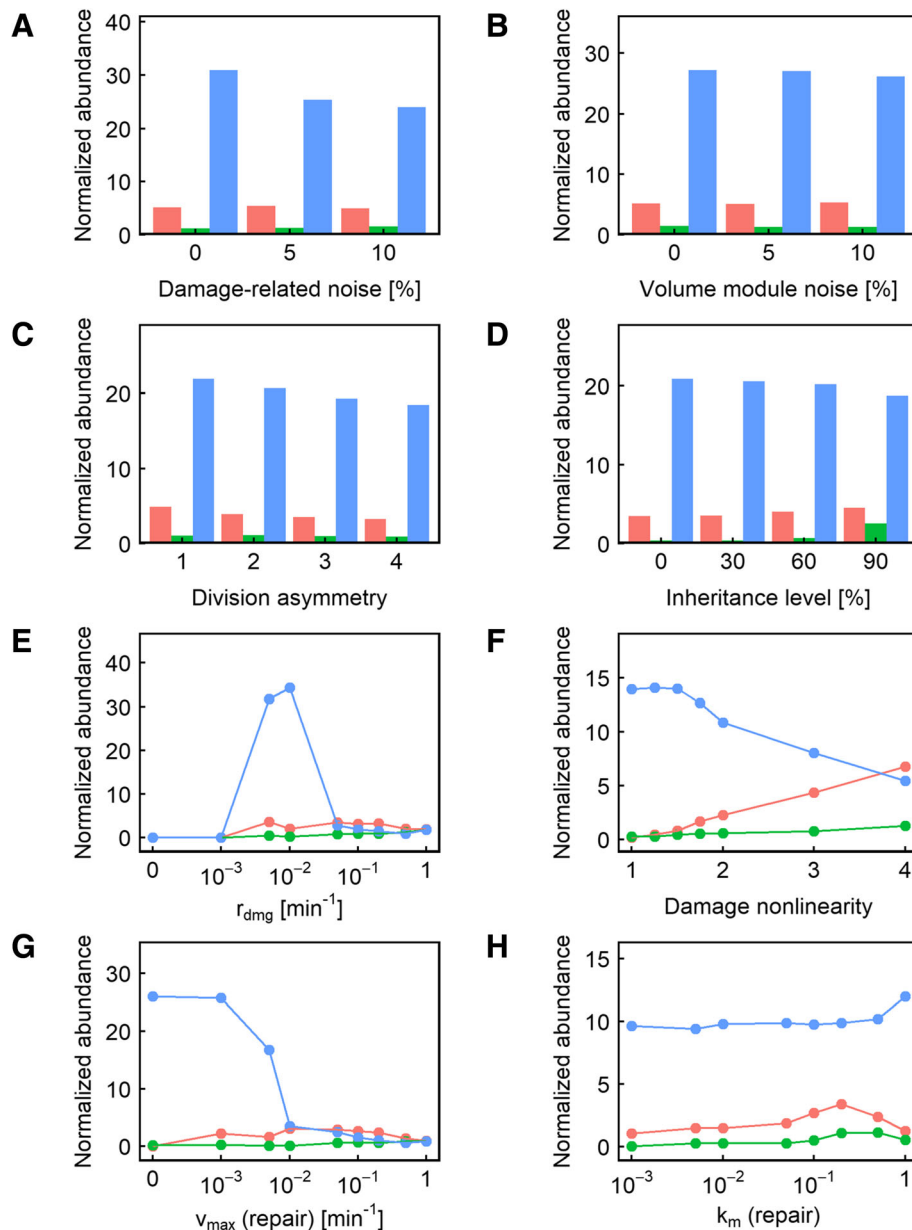 A
Normalized abundance
40
30
20
10
0
0 5 10
Damage-related noise [%]
B
Normalized abundance
30
20
10
0
0 5 10
Volume module noise [%]
C
Normalized abundance
20
10
0
1 2 3 4
Division asymmetry
D
Normalized abundance
20
10
0
0 30 60 90
Inheritance level [%]
E
Normalized abundance
40
30
20
10
0
0 10⁻³ 10⁻² 10⁻¹ 1
r_dmg [min⁻¹]
F
Normalized abundance
15
10
5
0
1 2 3 4
Damage nonlinearity
G
Normalized abundance
30
20
10
0
0 10⁻³ 10⁻² 10⁻¹ 1
v_max (repair) [min⁻¹]
H
Normalized abundance
15
10
5
0
10⁻³ 10⁻² 10⁻¹ 1
k_m (repair)